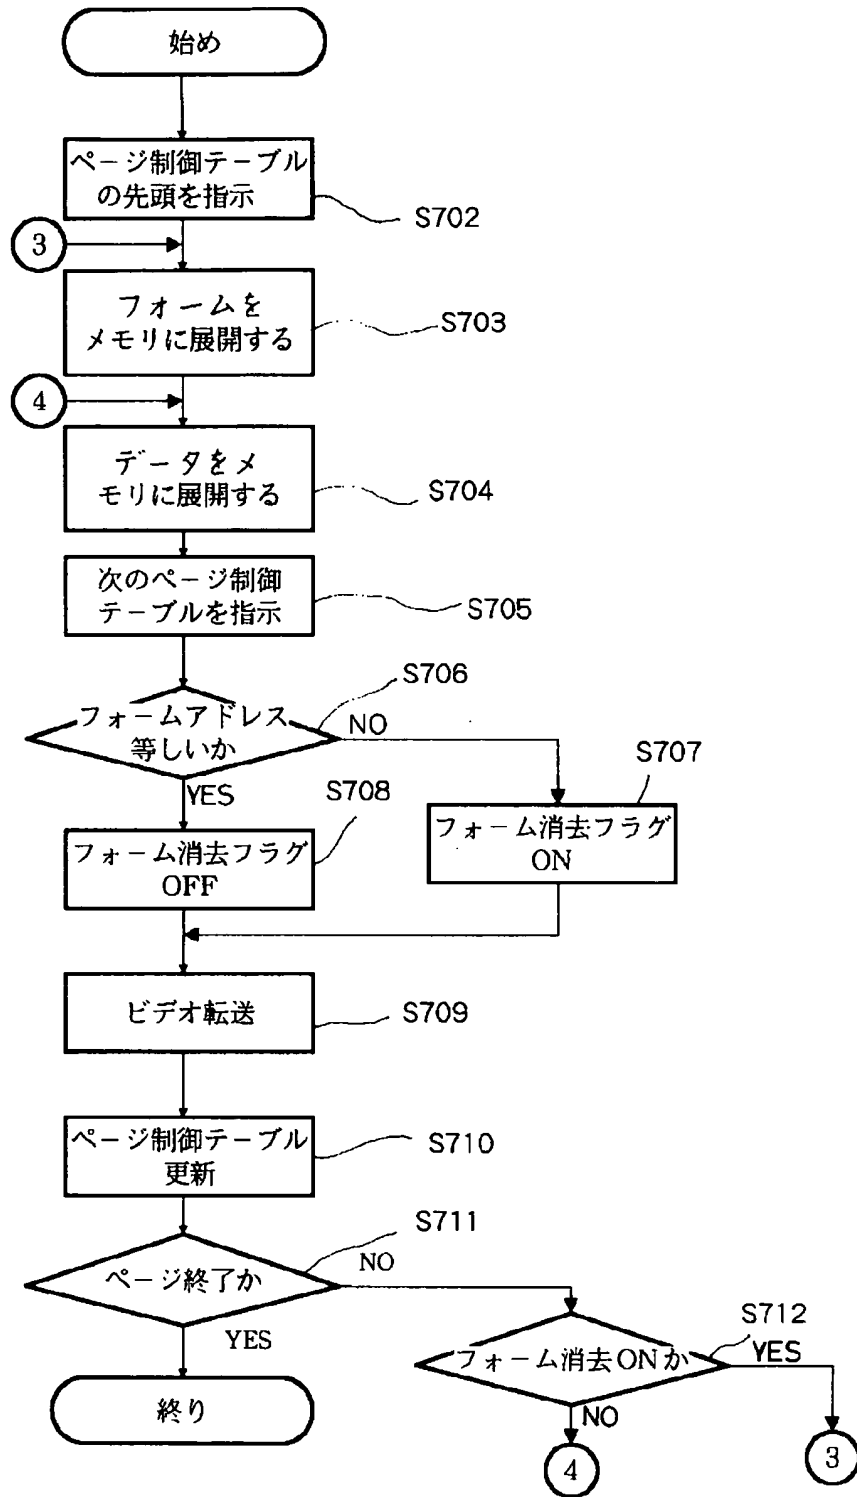 始め
ページ制御テーブル
の先頭を指示
S702
3
フォームを
メモリに展開する
S703
4
データをメ
モリに展開する
S704
次のページ制御
テーブルを指示
S705
S706
フォームアドレス
等しいか
NO
YES
S707
フォーム消去フラグ
ON
S708
フォーム消去フラグ
OFF
ビデオ転送
S709
ページ制御テーブル
更新
S710
S711
ページ終了か
NO
YES
S712
フォーム消去ONか
YES
NO
終り
4
3